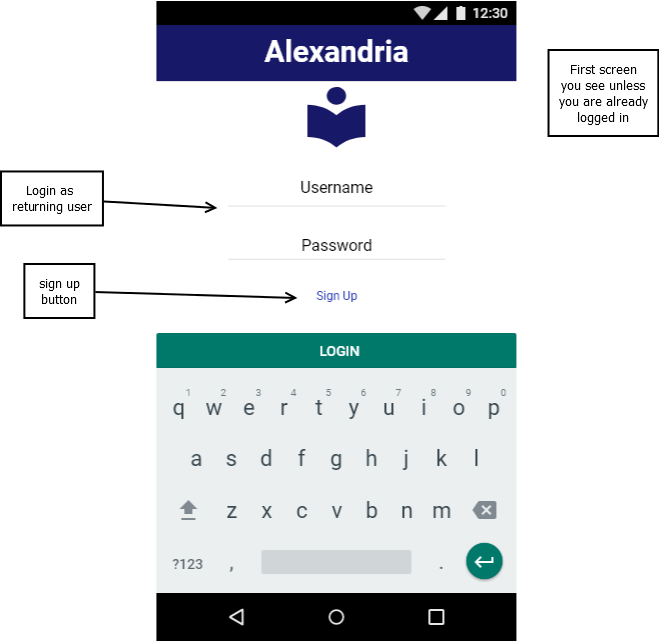 12:30
Alexandria
First screen
you see unless
you are already
logged in
Username
Login as
returning user
Password
sign up
button
Sign Up
LOGIN
1 2 3 4 5 6 7 8 9 0
q w e r t y u i o p
a s d f g h j k l
z x c v b n m
?123 , .